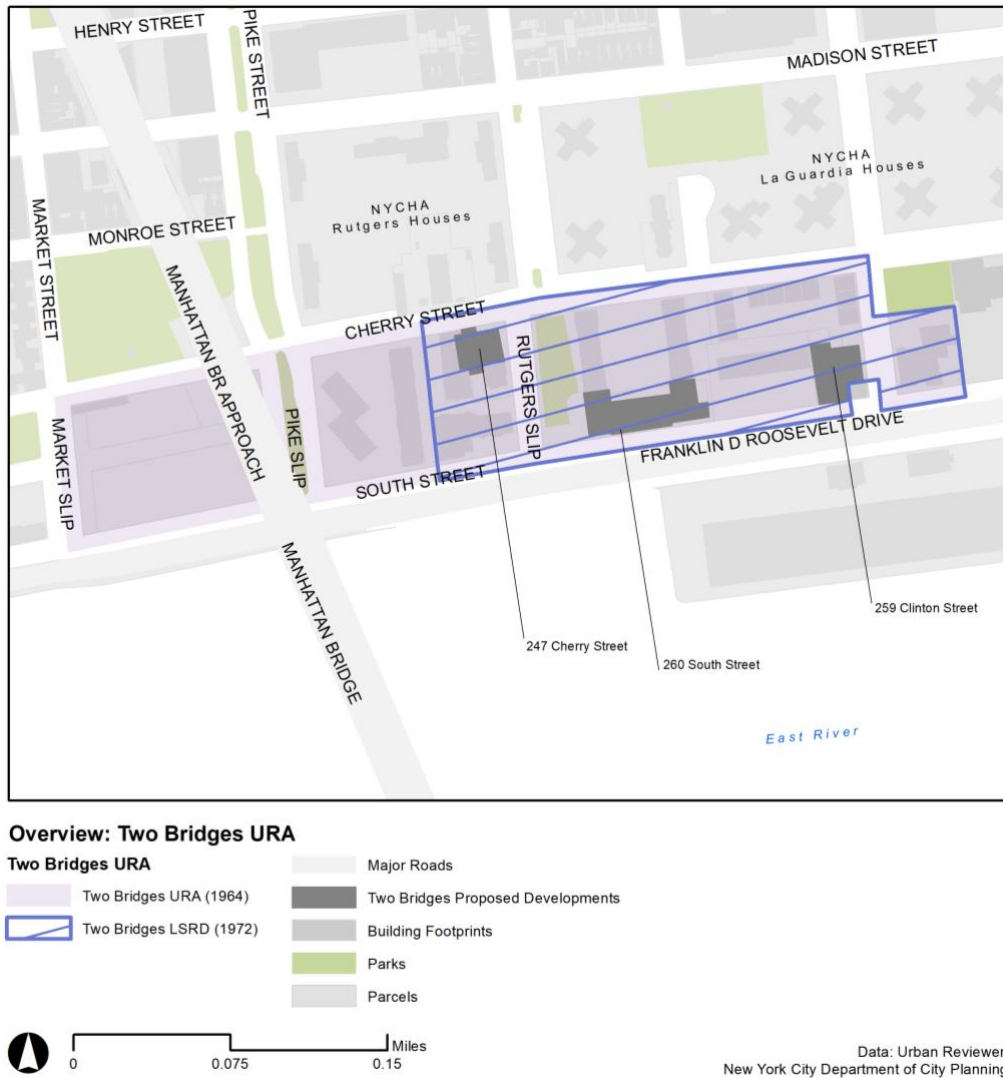 HENRY STREET
PIKE STREET
MADISON STREET
NYCHA
La Guardia Houses
NYCHA
Rutgers Houses
MARKET STREET
MONROE STREET
MANHATTAN BR APPROACH
CHERRY STREET
RUTGERS SLIP
PIKE SLIP
MARKET SLIP
SOUTH STREET
FRANKLIN D ROOSEVELT DRIVE
MANHATTAN BRIDGE
259 Clinton Street
247 Cherry Street
260 South Street
East River
Overview: Two Bridges URA
Two Bridges URA
Two Bridges URA (1964)
Two Bridges LSRD (1972)
Major Roads
Two Bridges Proposed Developments
Building Footprints
Parks
Parcels
Miles
0 0.075 0.15
Data: Urban Reviewer
New York City Department of City Planning